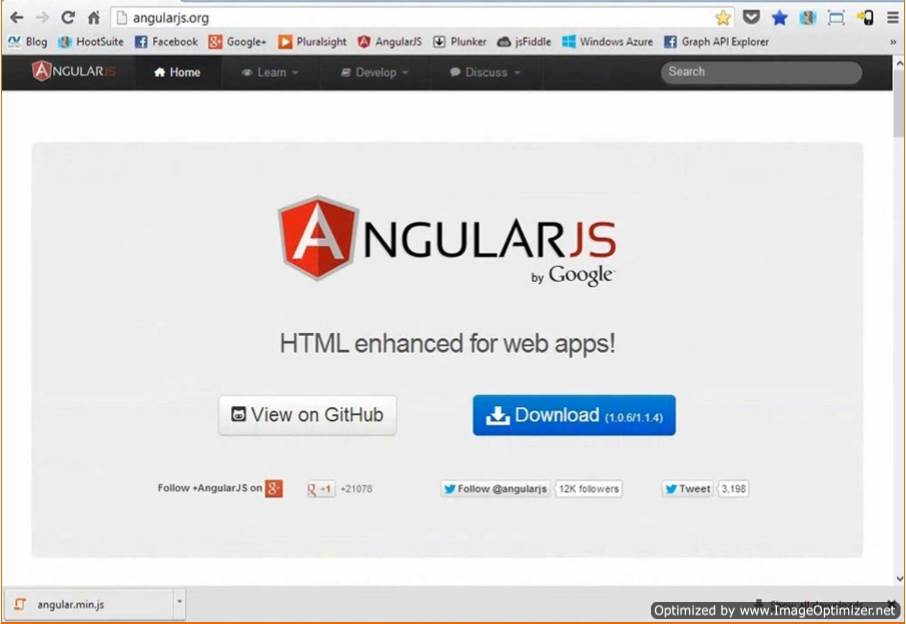 angularjs.org
Blog HootSuite Facebook Google+ Pluralsight AngularJS Plunker jsFiddle Windows Azure Graph API Explorer »
ANGULARJS Home Learn Develop Discuss Search
ANGULARJS
by Google
HTML enhanced for web apps!
View on GitHub Download (1.0.6/1.1.4)
Follow +AngularJS on +1 +21078 Follow @angularjs 12K followers Tweet 3,198
angular.min.js
Optimized by www.ImageOptimizer.net